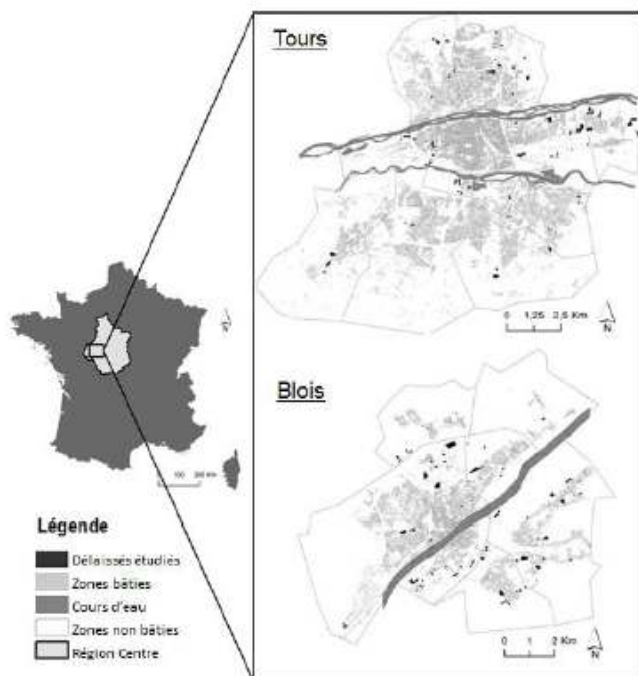 Tours
0 1,25 2,5 Km
N
Blois
N
Légende
Délaissés étudiés
Zones bâties
Cours d'eau
Zones non bâties
Région Centre
0 1 2 Km
N